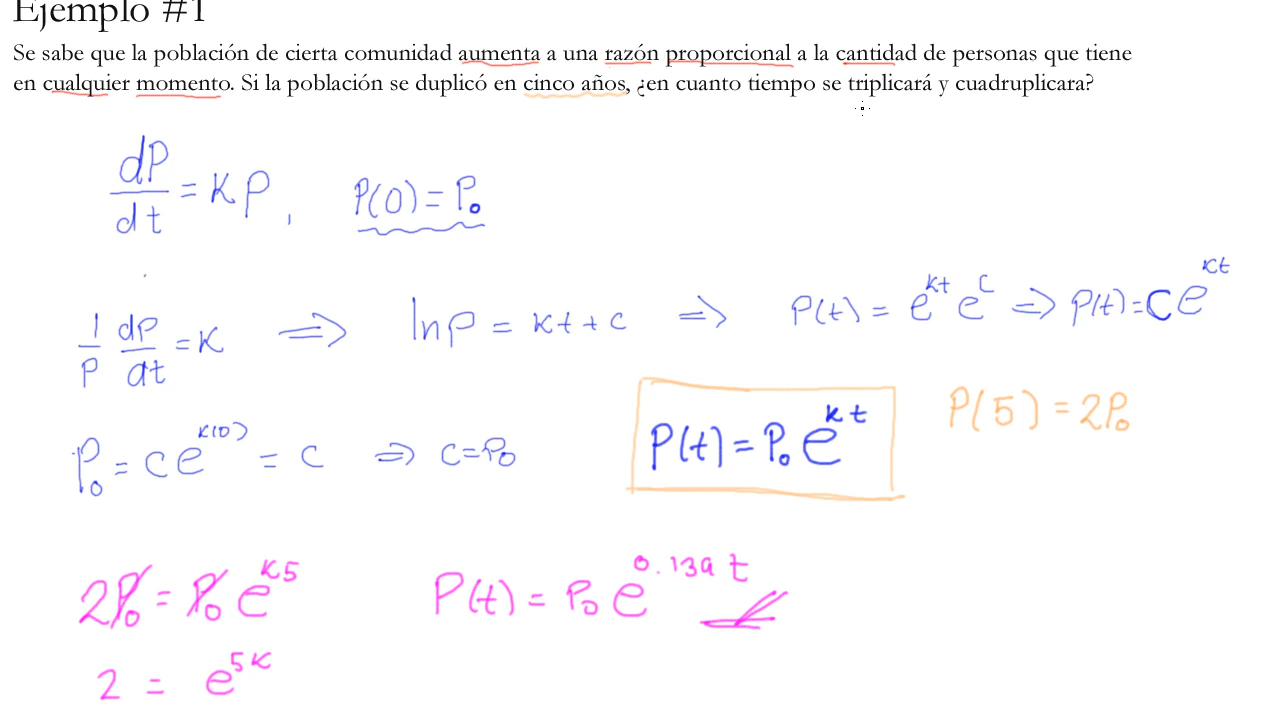 Ejemplo #1
Se sabe que la población de cierta comunidad aumenta a una razón proporcional a la cantidad de personas que tiene
en cualquier momento. Si la población se duplicó en cinco años, ¿en cuanto tiempo se triplicará y cuadruplicara?
dP/dt = KP, P(0) = P₀
1/P dP/dt = K ⟹ lnP = Kt + C ⟹ P(t) = e^{kt} e^{C} ⟹ P(t) = Ce^{Kt}
P₀ = Ce^{K(0)} = C ⟹ C = P₀
P(t) = P₀ e^{kt}
P(5) = 2P₀
2P₀ = P₀ e^{K5}
P(t) = P₀ e^{0.139 t}
2 = e^{5K}